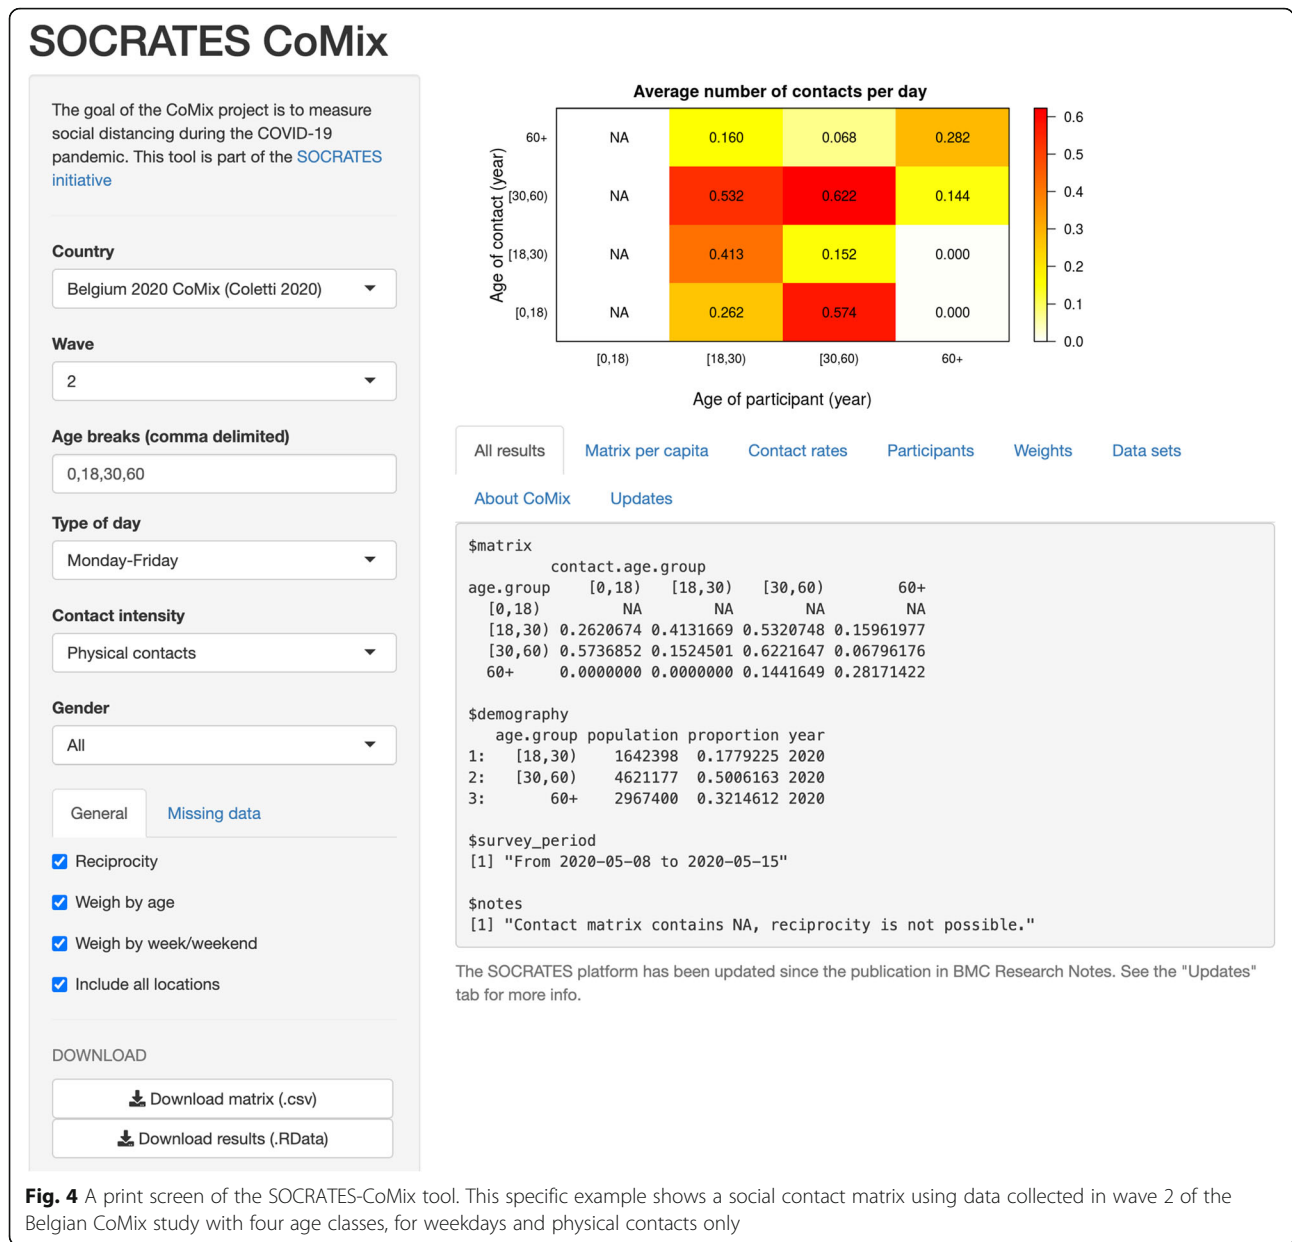 SOCRATES CoMix
The goal of the CoMix project is to measure
social distancing during the COVID-19
pandemic. This tool is part of the SOCRATES
initiative
Country
Belgium 2020 CoMix (Coletti 2020)
Wave
2
Age breaks (comma delimited)
0,18,30,60
Type of day
Monday-Friday
Contact intensity
Physical contacts
Gender
All
General Missing data
Reciprocity
Weigh by age
Weigh by week/weekend
Include all locations
DOWNLOAD
Download matrix (.csv)
Download results (.RData)
Average number of contacts per day
Age of contact (year)
60+ NA 0.160 0.068 0.282
[30,60) NA 0.532 0.622 0.144
[18,30) NA 0.413 0.152 0.000
[0,18) NA 0.262 0.574 0.000
[0,18) [18,30) [30,60) 60+
Age of participant (year)
0.6
0.5
0.4
0.3
0.2
0.1
0.0
All results Matrix per capita Contact rates Participants Weights Data sets
About CoMix Updates
$matrix
contact.age.group
age.group [0,18) [18,30) [30,60) 60+
[0,18) NA NA NA NA
[18,30) 0.2620674 0.4131669 0.5320748 0.15961977
[30,60) 0.5736852 0.1524501 0.6221647 0.06796176
60+ 0.0000000 0.0000000 0.1441649 0.28171422
$demography
age.group population proportion year
1: [18,30) 1642398 0.1779225 2020
2: [30,60) 4621177 0.5006163 2020
3: 60+ 2967400 0.3214612 2020
$survey_period
[1] "From 2020-05-08 to 2020-05-15"
$notes
[1] "Contact matrix contains NA, reciprocity is not possible."
The SOCRATES platform has been updated since the publication in BMC Research Notes. See the "Updates"
tab for more info.
Fig. 4 A print screen of the SOCRATES-CoMix tool. This specific example shows a social contact matrix using data collected in wave 2 of the
Belgian CoMix study with four age classes, for weekdays and physical contacts only